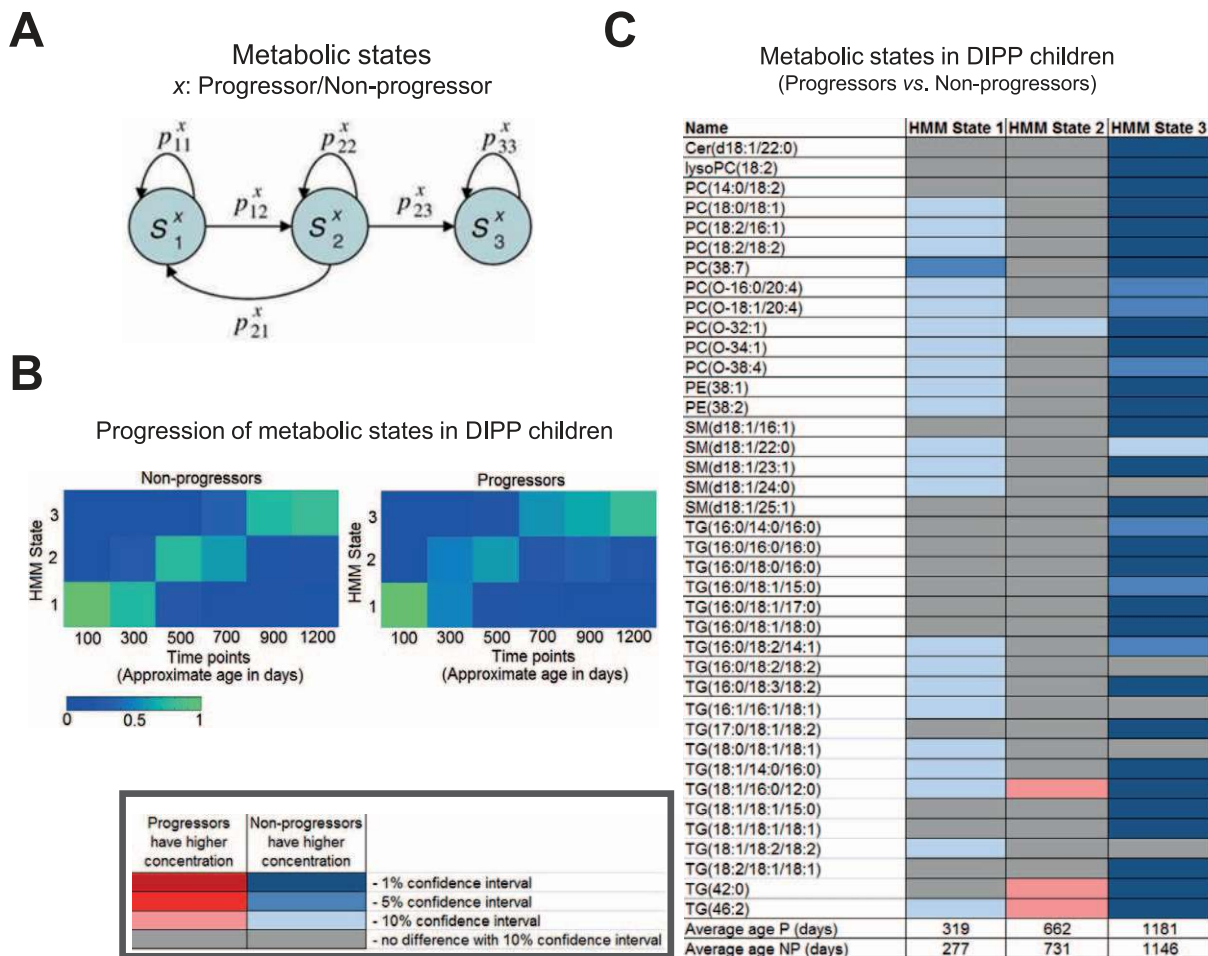 A
Metabolic states
x: Progressor/Non-progressor
p₁₁ˣ
p₂₂ˣ
p₃₃ˣ
p₁₂ˣ
p₂₃ˣ
S₁ˣ
S₂ˣ
S₃ˣ
p₂₁ˣ
B
Progression of metabolic states in DIPP children
Non-progressors
HMM State
3
2
1
100 300 500 700 900 1200
Time points
(Approximate age in days)
Progressors
HMM State
3
2
1
100 300 500 700 900 1200
Time points
(Approximate age in days)
0 0.5 1
Progressors have higher concentration
Non-progressors have higher concentration
- 1% confidence interval
- 5% confidence interval
- 10% confidence interval
- no difference with 10% confidence interval
C
Metabolic states in DIPP children
(Progressors vs. Non-progressors)
Name HMM State 1 HMM State 2 HMM State 3
Cer(d18:1/22:0)
lysoPC(18:2)
PC(14:0/18:2)
PC(18:0/18:1)
PC(18:2/16:1)
PC(18:2/18:2)
PC(38:7)
PC(O-16:0/20:4)
PC(O-18:1/20:4)
PC(O-32:1)
PC(O-34:1)
PC(O-38:4)
PE(38:1)
PE(38:2)
SM(d18:1/16:1)
SM(d18:1/22:0)
SM(d18:1/23:1)
SM(d18:1/24:0)
SM(d18:1/25:1)
TG(16:0/14:0/16:0)
TG(16:0/16:0/16:0)
TG(16:0/18:0/16:0)
TG(16:0/18:1/15:0)
TG(16:0/18:1/17:0)
TG(16:0/18:1/18:0)
TG(16:0/18:2/14:1)
TG(16:0/18:2/18:2)
TG(16:0/18:3/18:2)
TG(16:1/16:1/18:1)
TG(17:0/18:1/18:2)
TG(18:0/18:1/18:1)
TG(18:1/14:0/16:0)
TG(18:1/16:0/12:0)
TG(18:1/18:1/15:0)
TG(18:1/18:1/18:1)
TG(18:1/18:2/18:2)
TG(18:2/18:1/18:1)
TG(42:0)
TG(46:2)
Average age P (days) 319 662 1181
Average age NP (days) 277 731 1146